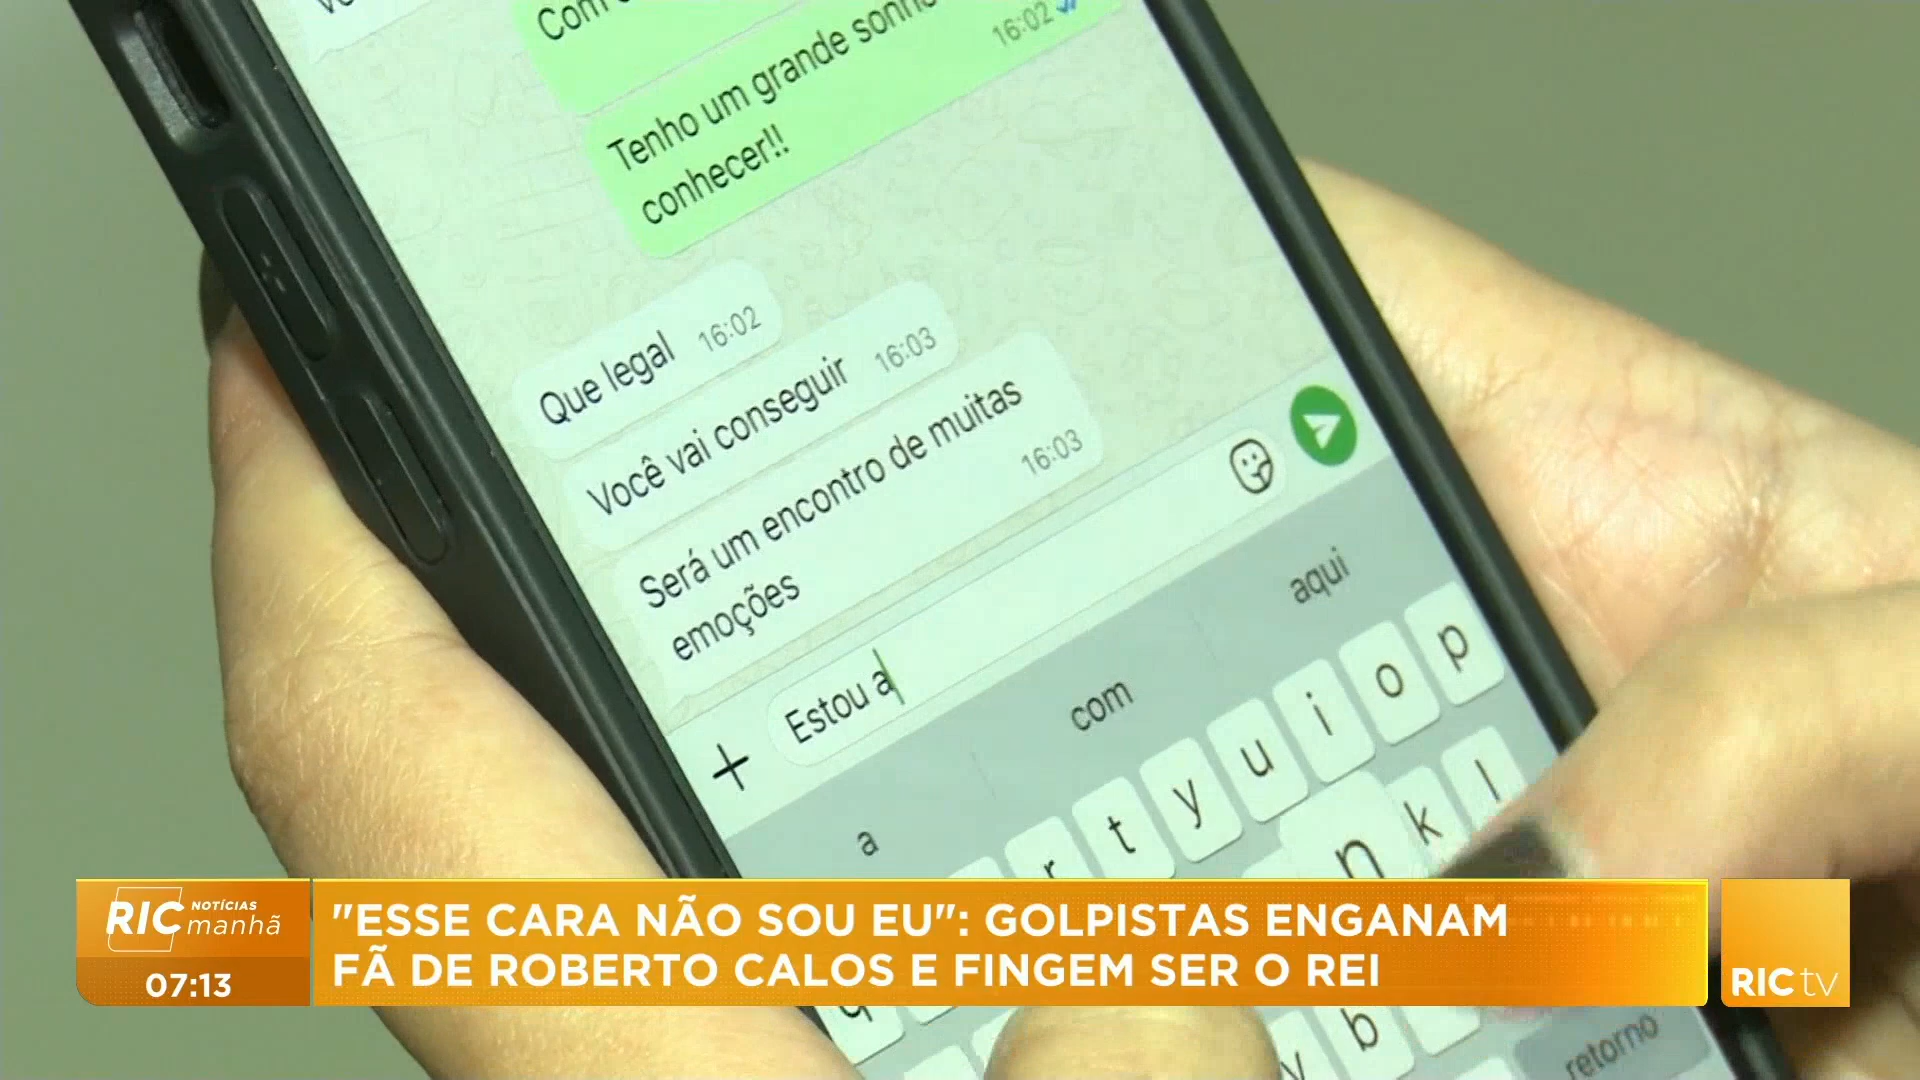 Tenho um grande
conhecer!!
16:02
Que legal 16:02
Você vai conseguir 16:03
Será um encontro de muitas
emoções 16:03
Estou a
a com aqui
r t y u i o p
n k l
b
retorno
RIC NOTÍCIAS
manhã
07:13
"ESSE CARA NÃO SOU EU": GOLPISTAS ENGANAM
FÃ DE ROBERTO CALOS E FINGEM SER O REI
RIC tv